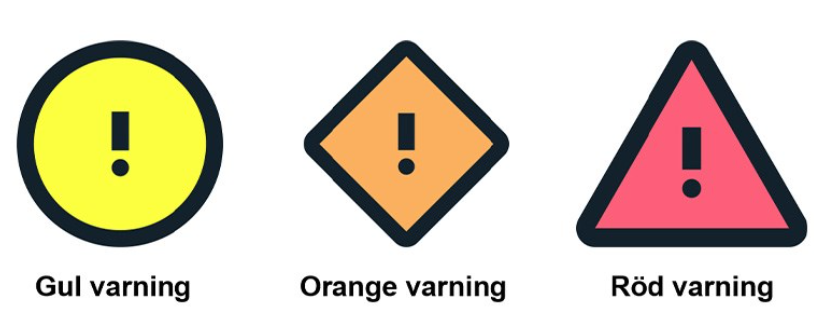 !
!
!
Gul varning
Orange varning
Röd varning